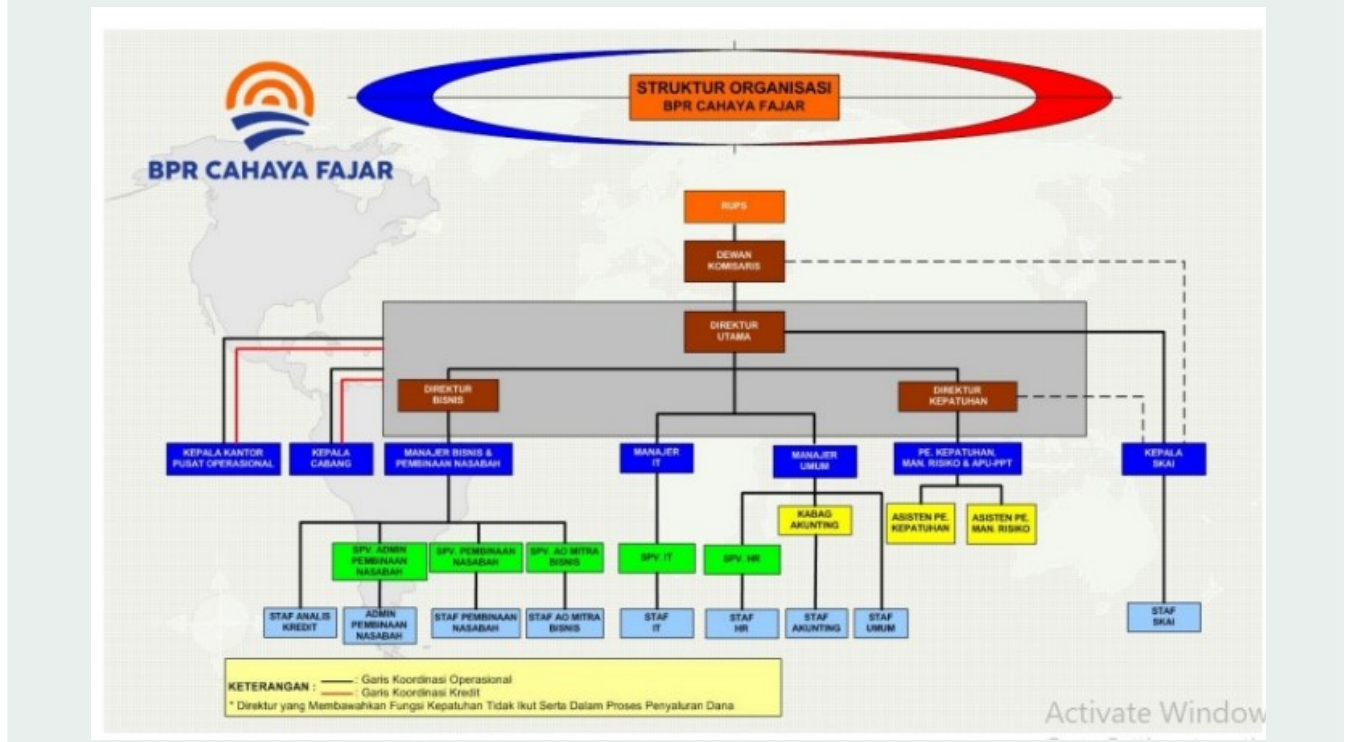 STRUKTUR ORGANISASI
BPR CAHAYA FAJAR
BPR CAHAYA FAJAR
RUPS
DEWAN
KOMISARIS
DIREKTUR
UTAMA
DIREKTUR
BISNIS
DIREKTUR
KEPATUHAN
KEPALA KANTOR
PUSAT OPERASIONAL
KEPALA
CABANG
MANAJER BISNIS &
PEMBINAAN NASABAH
MANAJER
IT
MANAJER
UMUM
PE. KEPATUHAN,
MAN. RISIKO & APU-PPT
KEPALA
SKAI
KABAG
AKUNTING
ASISTEN PE.
KEPATUHAN
ASISTEN PE.
MAN. RISIKO
SPV. ADMIN
PEMBINAAN
NASABAH
SPV. PEMBINAAN
NASABAH
SPV. AO MITRA
BISNIS
SPV. IT
SPV. HR
STAF ANALIS
KREDIT
ADMIN
PEMBINAAN
NASABAH
STAF PEMBINAAN
NASABAH
STAF AO MITRA
BISNIS
STAF
IT
STAF
HR
STAF
AKUNTING
STAF
UMUM
STAF
SKAI
KETERANGAN : : Garis Koordinasi Operasional
: Garis Koordinasi Kredit
* Direktur yang Membawahkan Fungsi Kepatuhan Tidak Ikut Serta Dalam Proses Penyaluran Dana
Activate Window